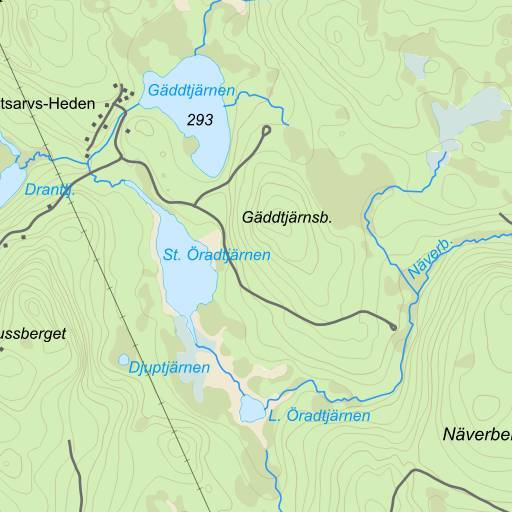 Gäddtjärnen
tsarvs-Heden
293
Drantj.
Gäddtjärnsb.
St. Öradtjärnen
Näverb.
ussberget
Djuptjärnen
L. Öradtjärnen
Näverbe